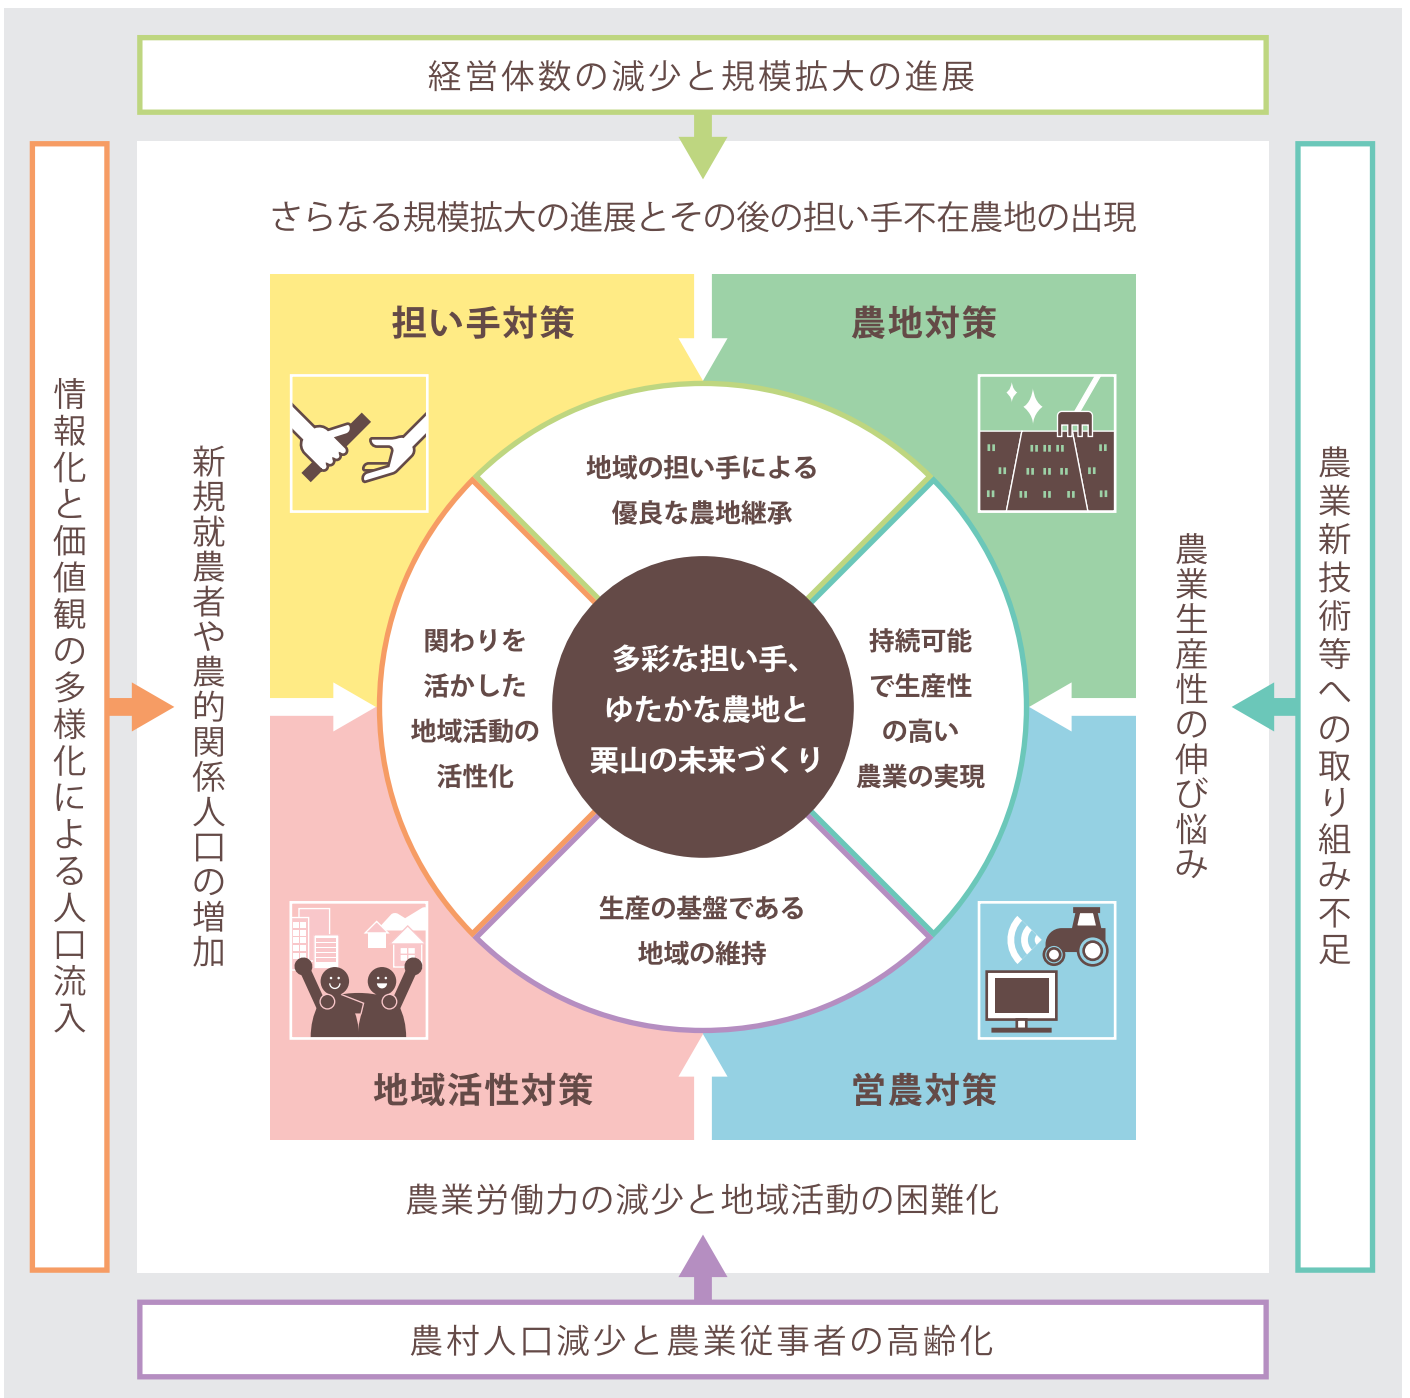 経営体数の減少と規模拡大の進展
さらなる規模拡大の進展とその後の担い手不在農地の出現
情報化と価値観の多様化による人口流入
新規就農者や農的関係人口の増加
担い手対策
農地対策
地域の担い手による
優良な農地継承
関わりを
活かした
地域活動の
活性化
多彩な担い手、
ゆたかな農地と
栗山の未来づくり
持続可能
で生産性
の高い
農業の実現
生産の基盤である
地域の維持
地域活性対策
営農対策
農業生産性の伸び悩み
農業新技術等への取り組み不足
農業労働力の減少と地域活動の困難化
農村人口減少と農業従事者の高齢化